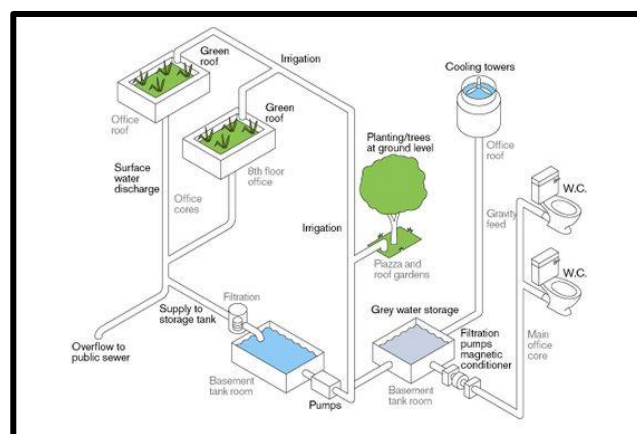 Green
roof
Irrigation
Cooling towers
Office
roof
Green
roof
Planting/trees
at ground level
Office
roof
W.C.
Surface
water
discharge
8th floor
office
Office
cores
Gravity
feed
Irrigation
W.C.
Piazza and
roof gardens
Filtration
Supply to
storage tank
Grey water storage
Overflow to
public sewer
Filtration
pumps
magnetic
conditioner
Main
office
core
Basement
tank room
Pumps
Basement
tank room